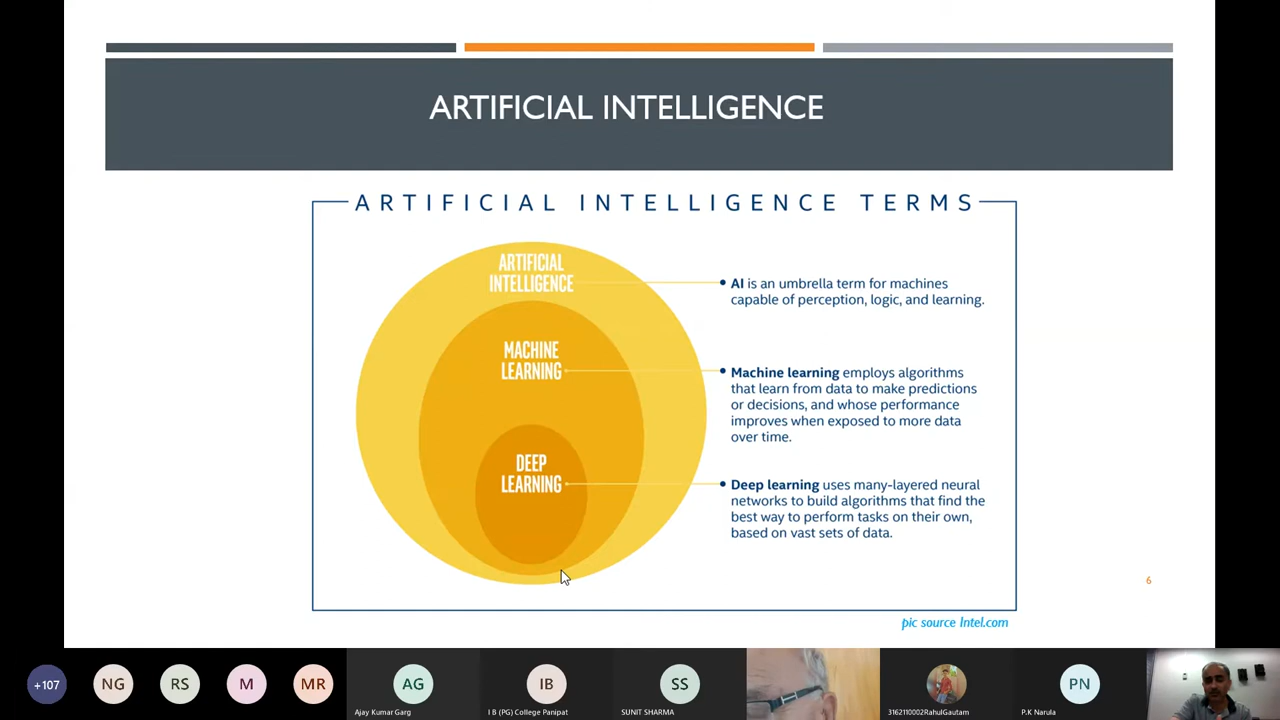 ARTIFICIAL INTELLIGENCE
ARTIFICIAL INTELLIGENCE TERMS
ARTIFICIAL
INTELLIGENCE
AI is an umbrella term for machines
capable of perception, logic, and learning.
MACHINE
LEARNING
Machine learning employs algorithms
that learn from data to make predictions
or decisions, and whose performance
improves when exposed to more data
over time.
DEEP
LEARNING
Deep learning uses many-layered neural
networks to build algorithms that find the
best way to perform tasks on their own,
based on vast sets of data.
6
pic source Intel.com
+107
NG
RS
M
MR
AG
IB
SS
PN
Ajay Kumar Garg
I B (PG) College Panipat
SUNIT SHARMA
3162110002RahulGautam
P.K Narula